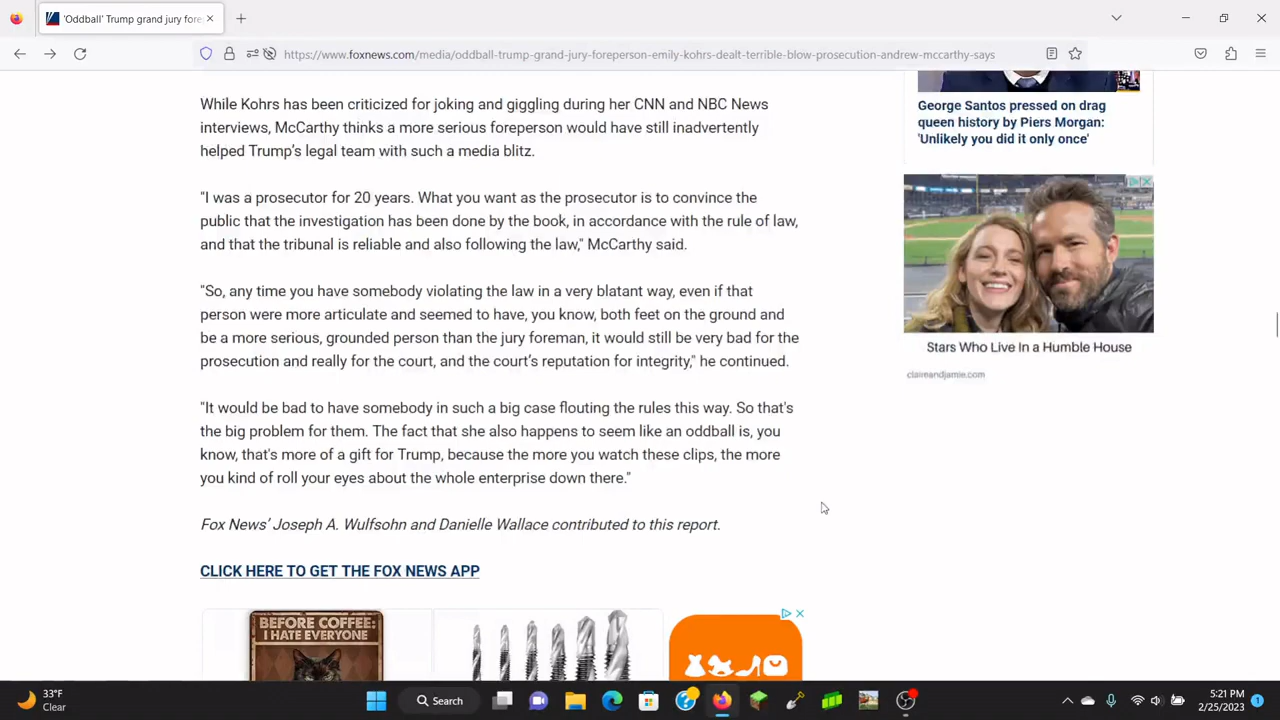 'Oddball' Trump grand jury fore
https://www.foxnews.com/media/oddball-trump-grand-jury-foreperson-emily-kohrs-dealt-terrible-blow-prosecution-andrew-mccarthy-says
While Kohrs has been criticized for joking and giggling during her CNN and NBC News
interviews, McCarthy thinks a more serious foreperson would have still inadvertently
helped Trump's legal team with such a media blitz.
"I was a prosecutor for 20 years. What you want as the prosecutor is to convince the
public that the investigation has been done by the book, in accordance with the rule of law,
and that the tribunal is reliable and also following the law," McCarthy said.
"So, any time you have somebody violating the law in a very blatant way, even if that
person were more articulate and seemed to have, you know, both feet on the ground and
be a more serious, grounded person than the jury foreman, it would still be very bad for the
prosecution and really for the court, and the court's reputation for integrity," he continued.
"It would be bad to have somebody in such a big case flouting the rules this way. So that's
the big problem for them. The fact that she also happens to seem like an oddball is, you
know, that's more of a gift for Trump, because the more you watch these clips, the more
you kind of roll your eyes about the whole enterprise down there."
Fox News' Joseph A. Wulfsohn and Danielle Wallace contributed to this report.
CLICK HERE TO GET THE FOX NEWS APP
BEFORE COFFEE:
I HATE EVERYONE
George Santos pressed on drag
queen history by Piers Morgan:
'Unlikely you did it only once'
Stars Who Live In a Humble House
claireandjamie.com
33°F
Clear
Search
5:21 PM
2/25/2023
1